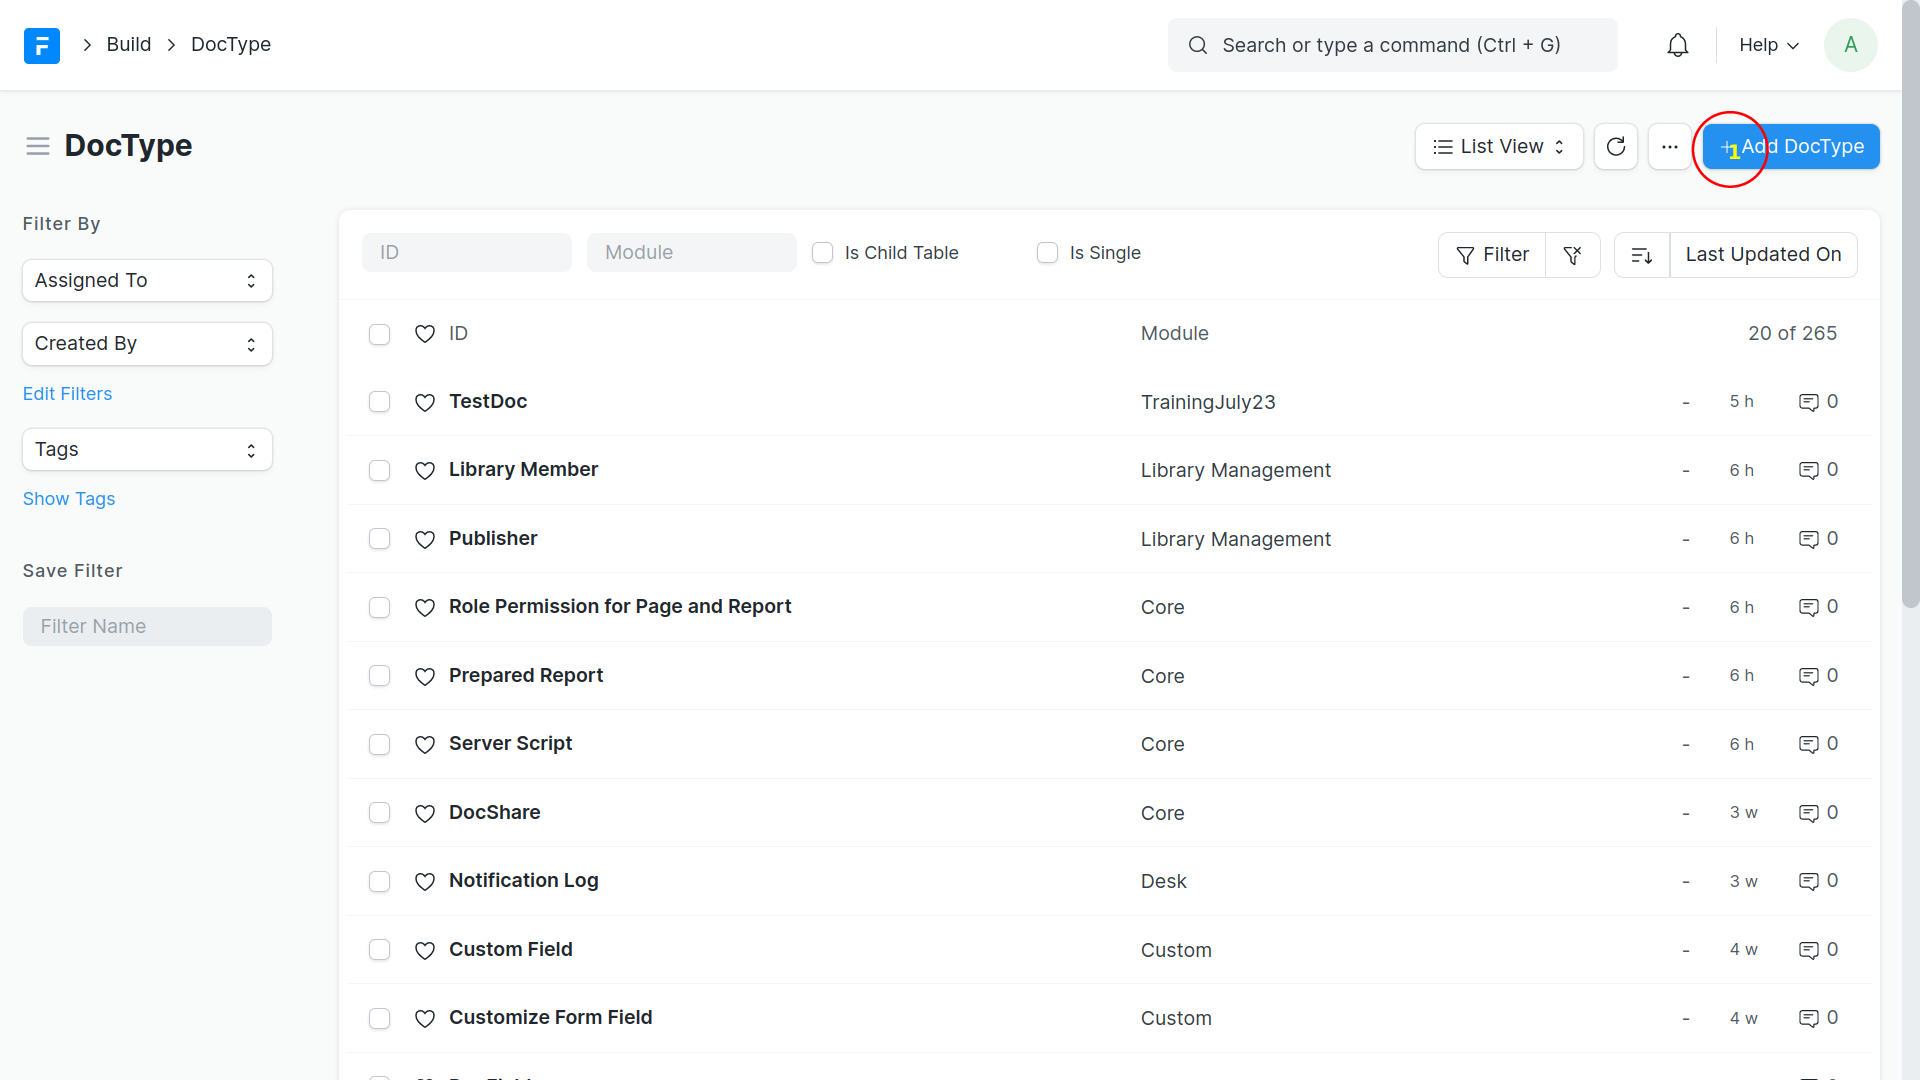 Build DocType Search or type a command (Ctrl + G) Help A
DocType List View ... + Add DocType
1
Filter By
ID Module Is Child Table Is Single Filter Last Updated On
Assigned To
Created By
Edit Filters
Tags
Show Tags
Save Filter
Filter Name
ID Module 20 of 265
TestDoc TrainingJuly23 - 5 h 0
Library Member Library Management - 6 h 0
Publisher Library Management - 6 h 0
Role Permission for Page and Report Core - 6 h 0
Prepared Report Core - 6 h 0
Server Script Core - 6 h 0
DocShare Core - 3 w 0
Notification Log Desk - 3 w 0
Custom Field Custom - 4 w 0
Customize Form Field Custom - 4 w 0